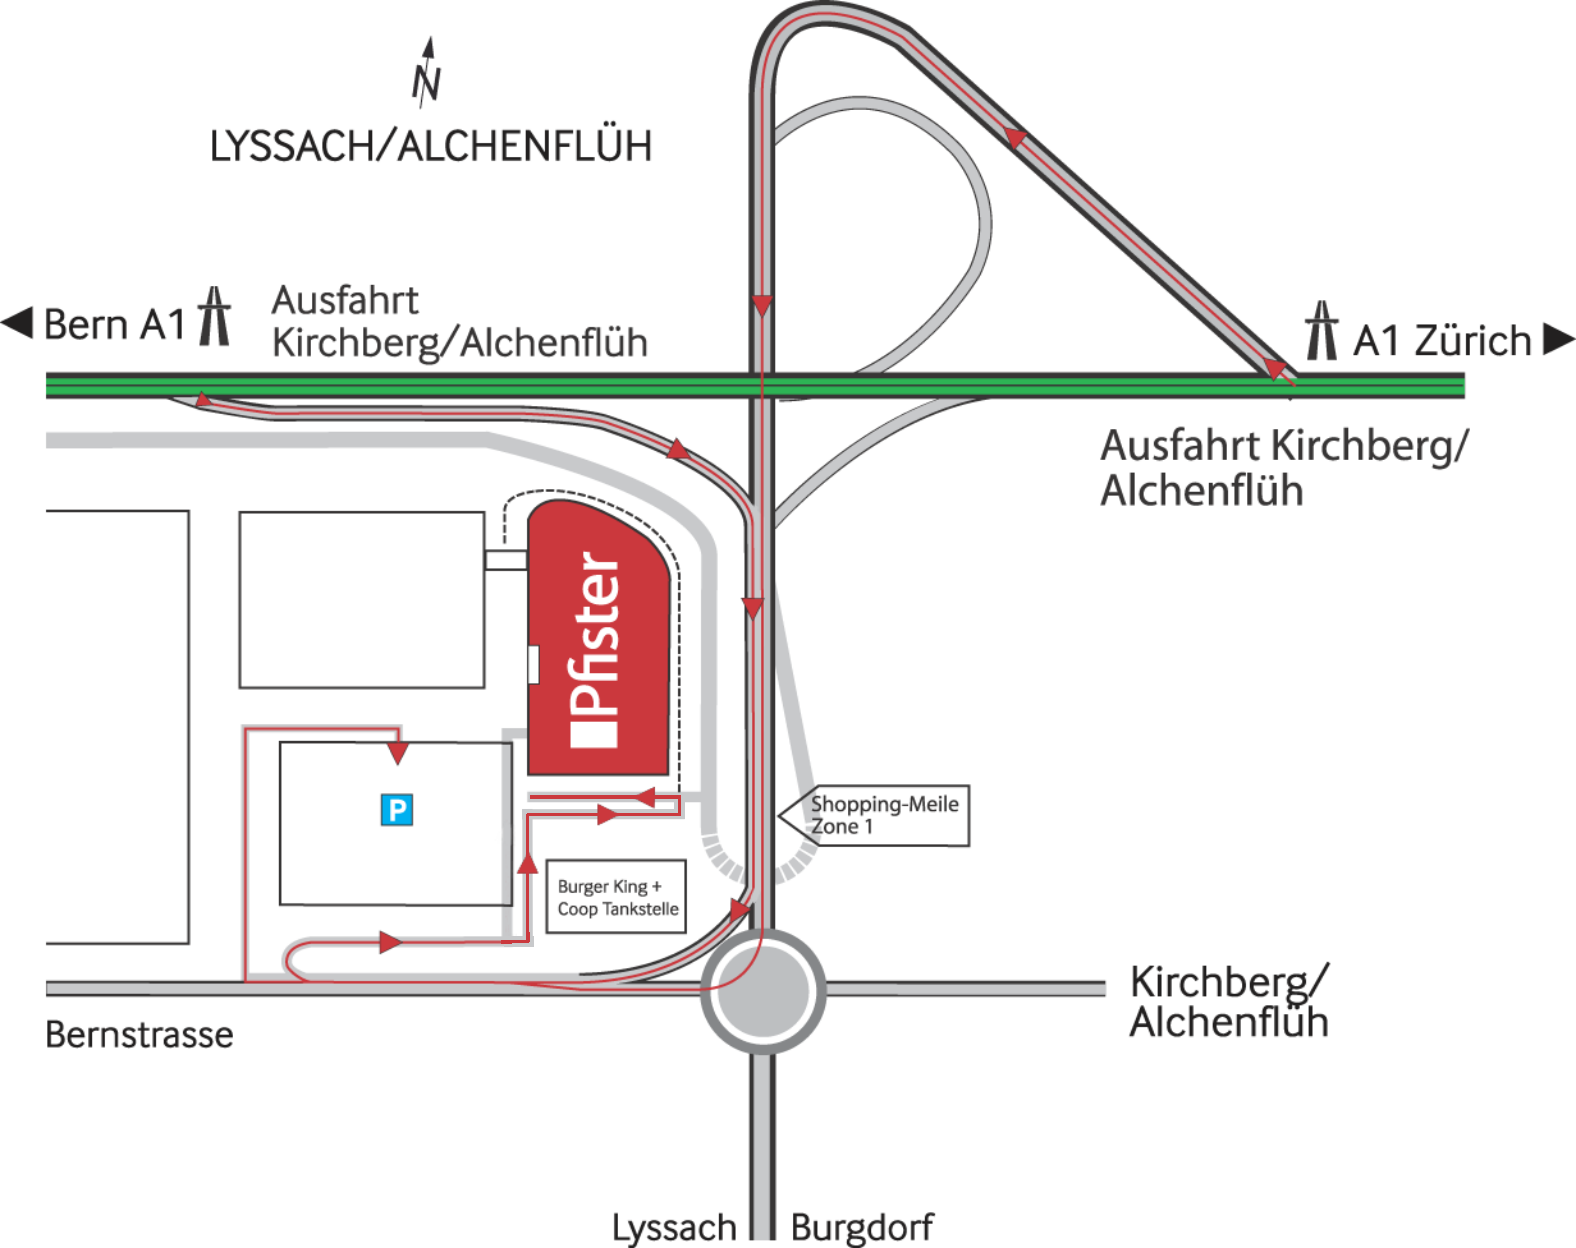 N
LYSSACH/ALCHENFLÜH
Bern A1
Ausfahrt
Kirchberg/Alchenflüh
A1 Zürich
Ausfahrt Kirchberg/
Alchenflüh
Pfister
P
Shopping-Meile
Zone 1
Burger King +
Coop Tankstelle
Kirchberg/
Alchenflüh
Bernstrasse
Lyssach
Burgdorf